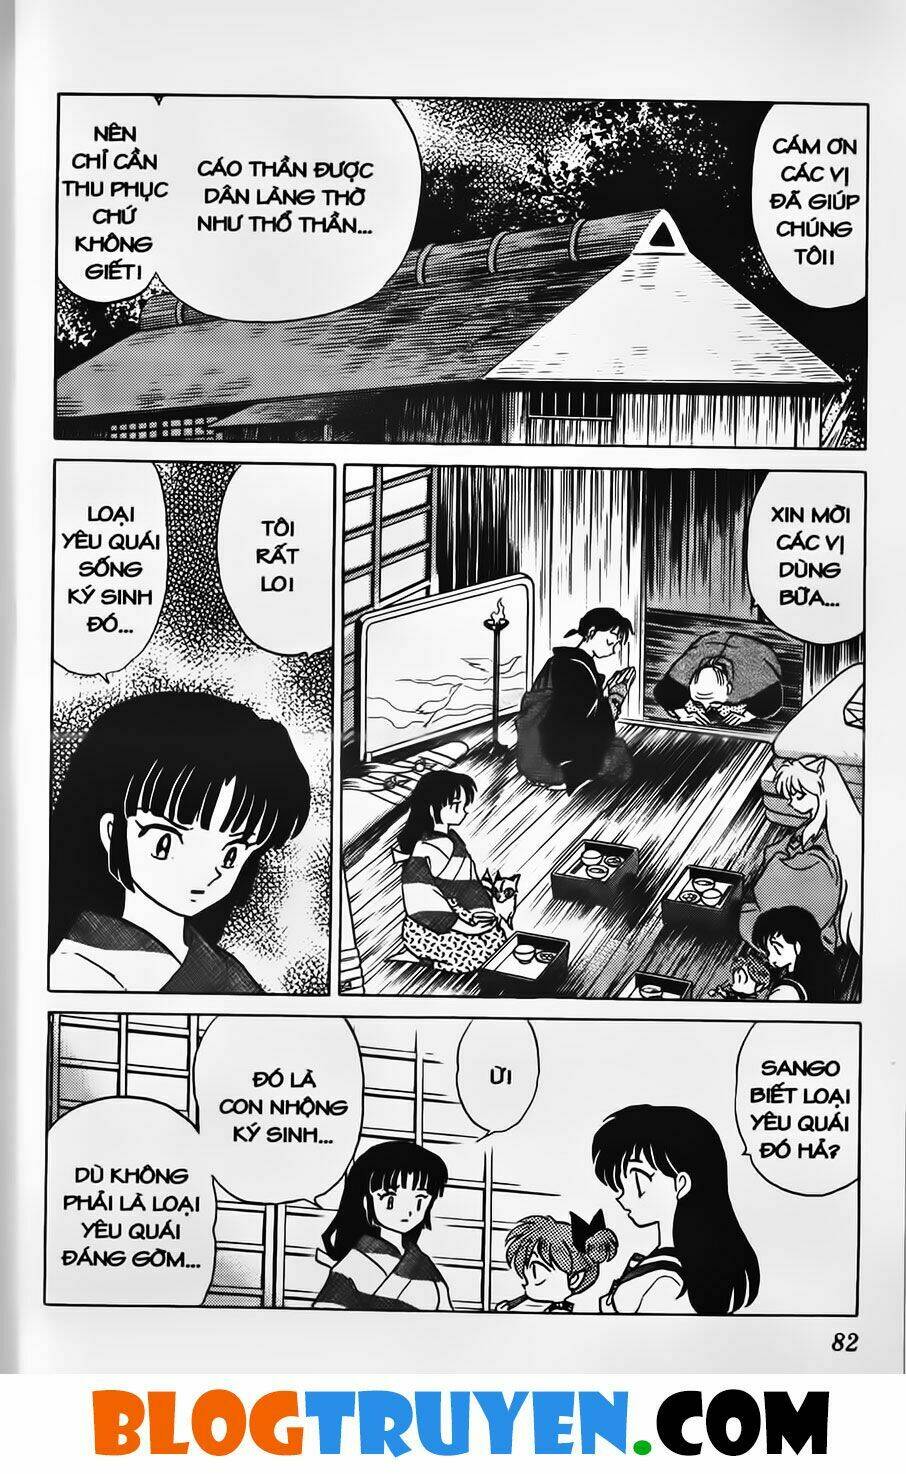 CÁM ƠN
CÁC VỊ
ĐÃ GIÚP
CHÚNG
TÔI!
CÁO THẦN ĐƯỢC
DÂN LÀNG THỜ
NHƯ THỔ THẦN...
NÊN
CHỈ CẦN
THU PHỤC
CHỨ
KHÔNG
GIẾT!
XIN MỜI
CÁC VỊ
DÙNG
BỮA...
TÔI
RẤT
LO!
LOẠI
YÊU QUÁI
SỐNG
KÝ SINH
ĐÓ...
SANGO
BIẾT LOẠI
YÊU QUÁI
ĐÓ HẢ?
ỪI
ĐÓ LÀ
CON NHỘNG
KÝ SINH...
DÙ KHÔNG
PHẢI LÀ LOẠI
YÊU QUÁI
ĐÁNG GỜM...
82
BLOGTRUYEN.COM